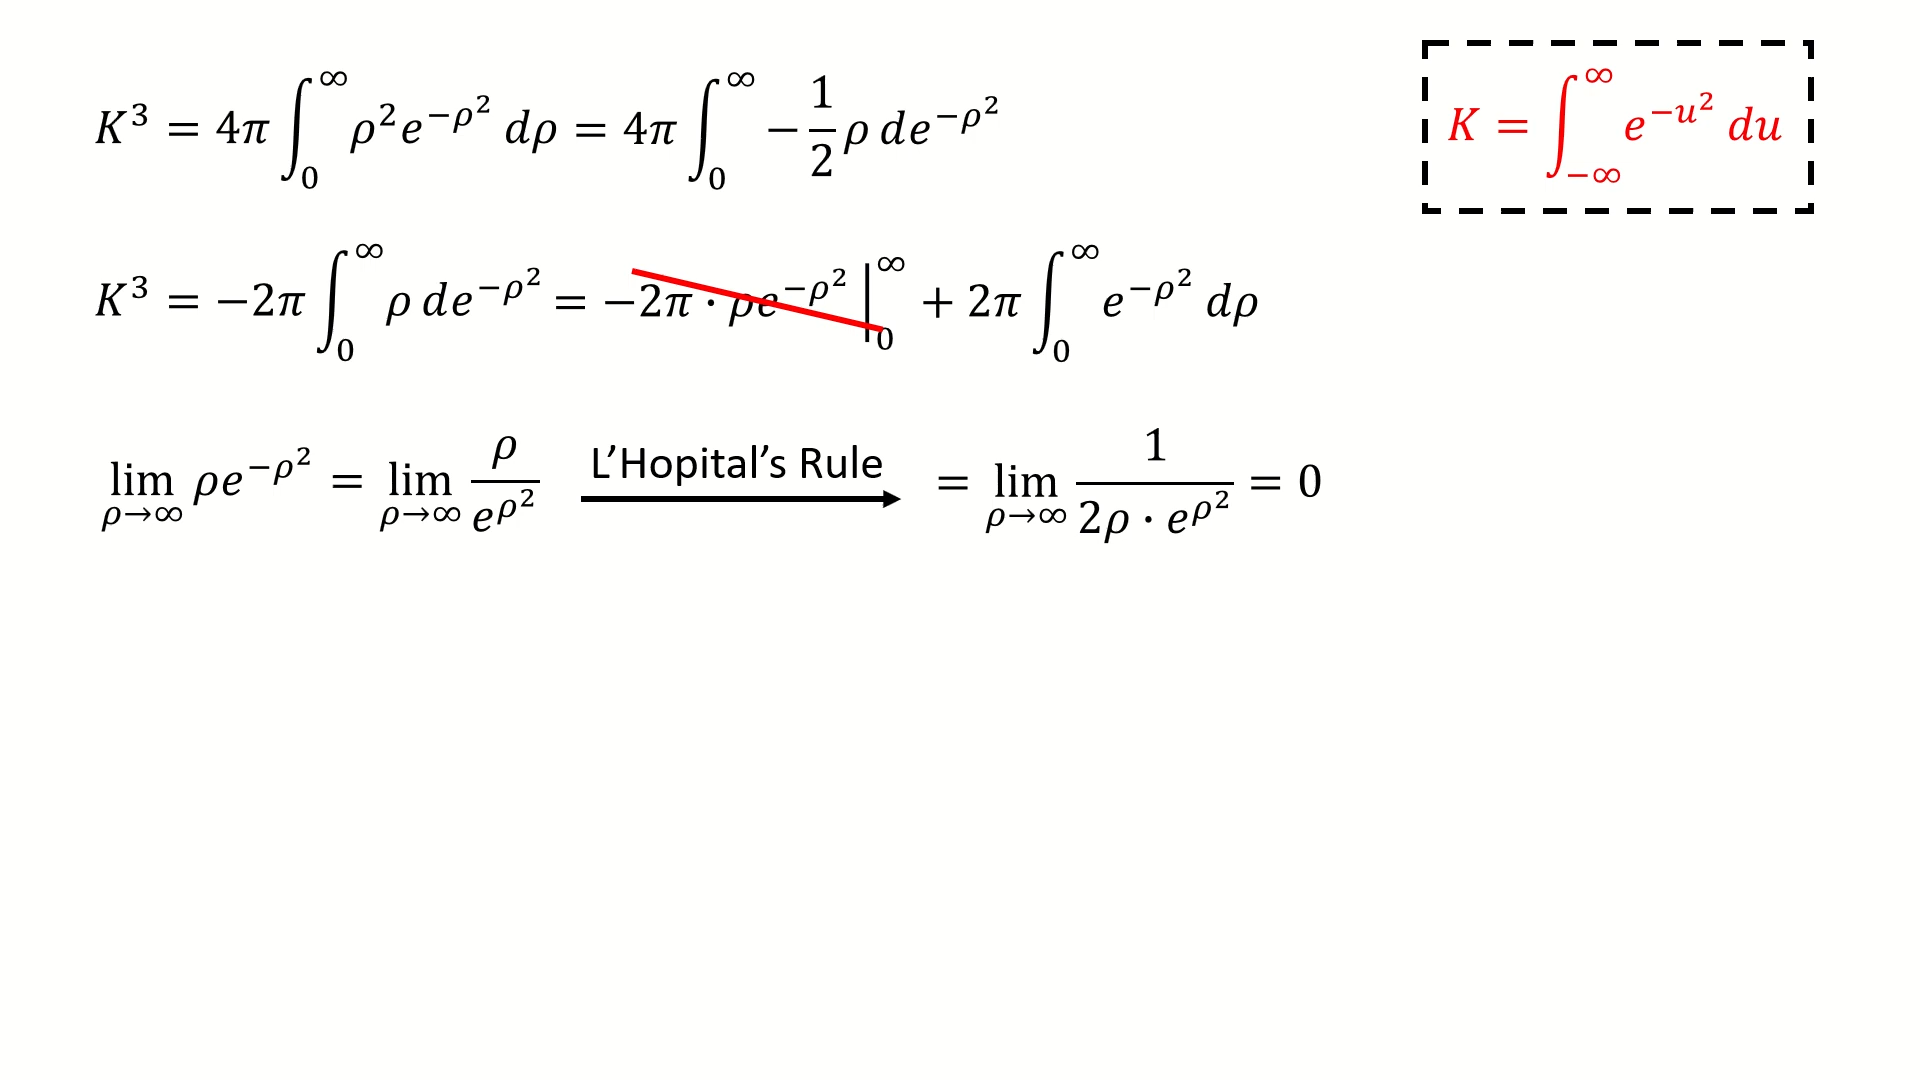 K³ = 4π ∫₀^∞ ρ²e^{−ρ²} dρ = 4π ∫₀^∞ −½ρ de^{−ρ²}
K = ∫_{−∞}^∞ e^{−u²} du
K³ = −2π ∫₀^∞ ρ de^{−ρ²} = −2π · ρe^{−ρ²} |₀^∞ + 2π ∫₀^∞ e^{−ρ²} dρ
lim_{ρ→∞} ρe^{−ρ²} = lim_{ρ→∞} ρ/e^{ρ²} L’Hopital’s Rule = lim_{ρ→∞} 1/(2ρ · e^{ρ²}) = 0